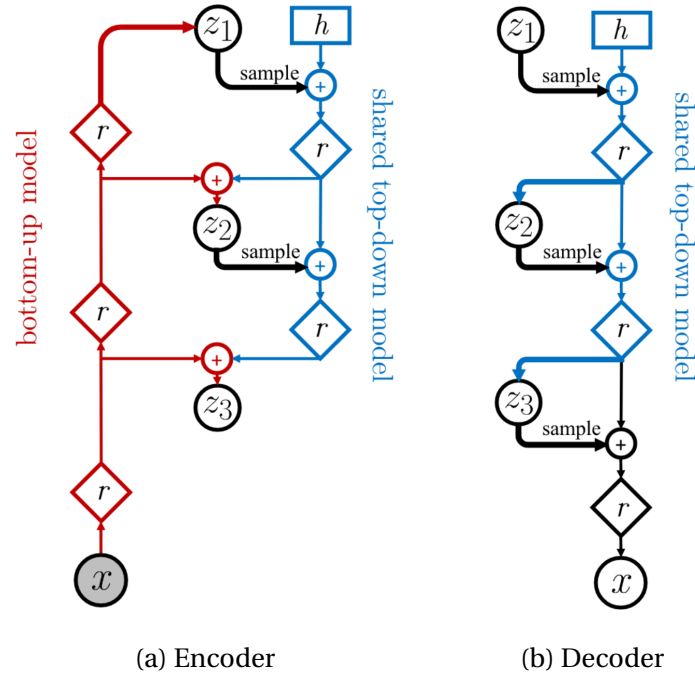 z₁
h
sample
+
r
r
+
z₂
sample
+
r
r
+
z₃
r
x
bottom-up model
shared top-down model
(a) Encoder
z₁
h
sample
+
r
z₂
sample
+
r
z₃
sample
+
r
x
shared top-down model
(b) Decoder